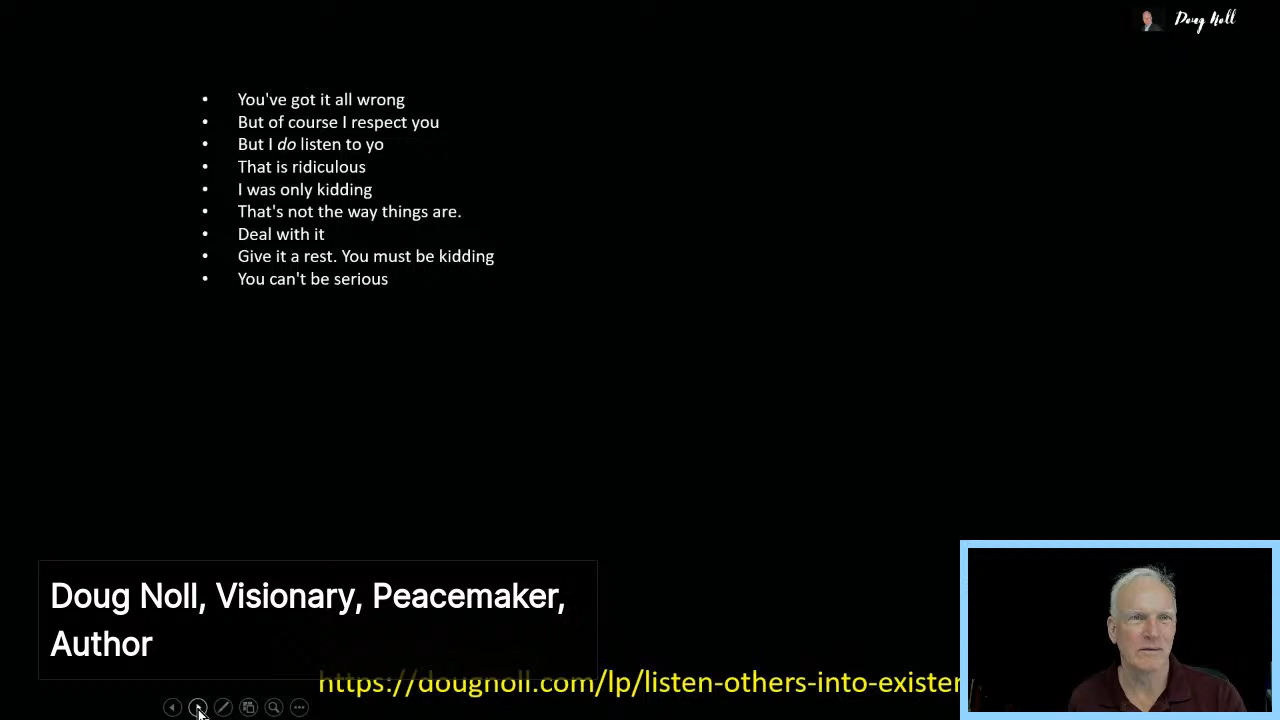 Doug Noll
• You've got it all wrong
• But of course I respect you
• But I do listen to yo
• That is ridiculous
• I was only kidding
• That's not the way things are.
• Deal with it
• Give it a rest. You must be kidding
• You can't be serious
Doug Noll, Visionary, Peacemaker,
Author
https://dougnoll.com/lp/listen-others-into-existen